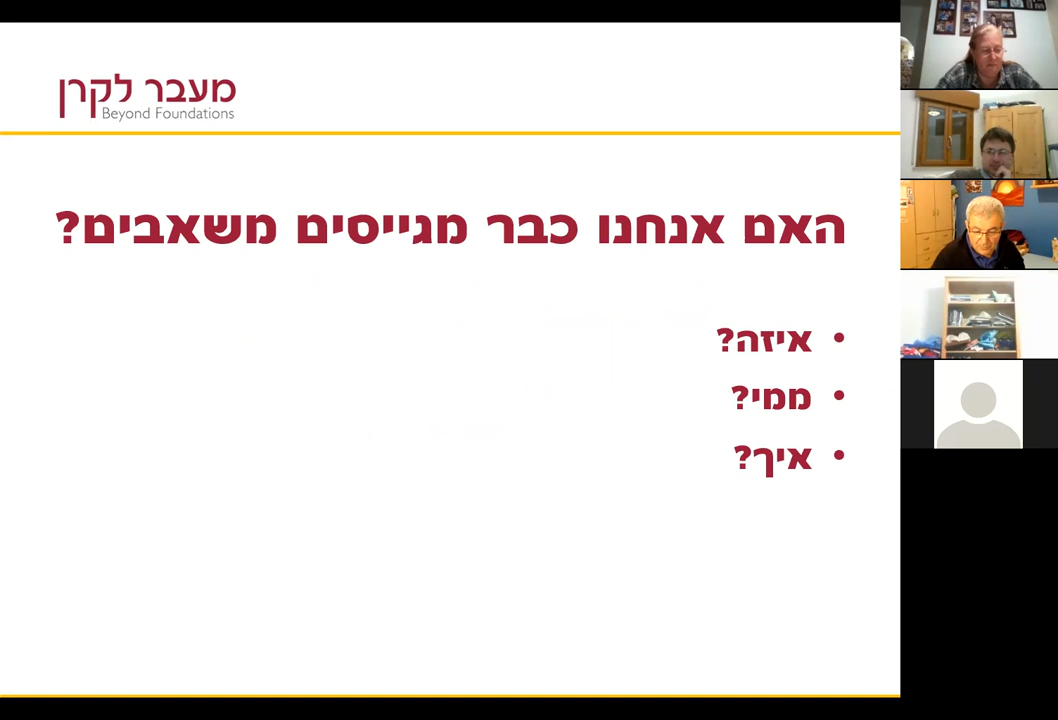 מעבר לקרן
Beyond Foundations
האם אנחנו כבר מגייסים משאבים?
• איזה?
• ממי?
• איך?